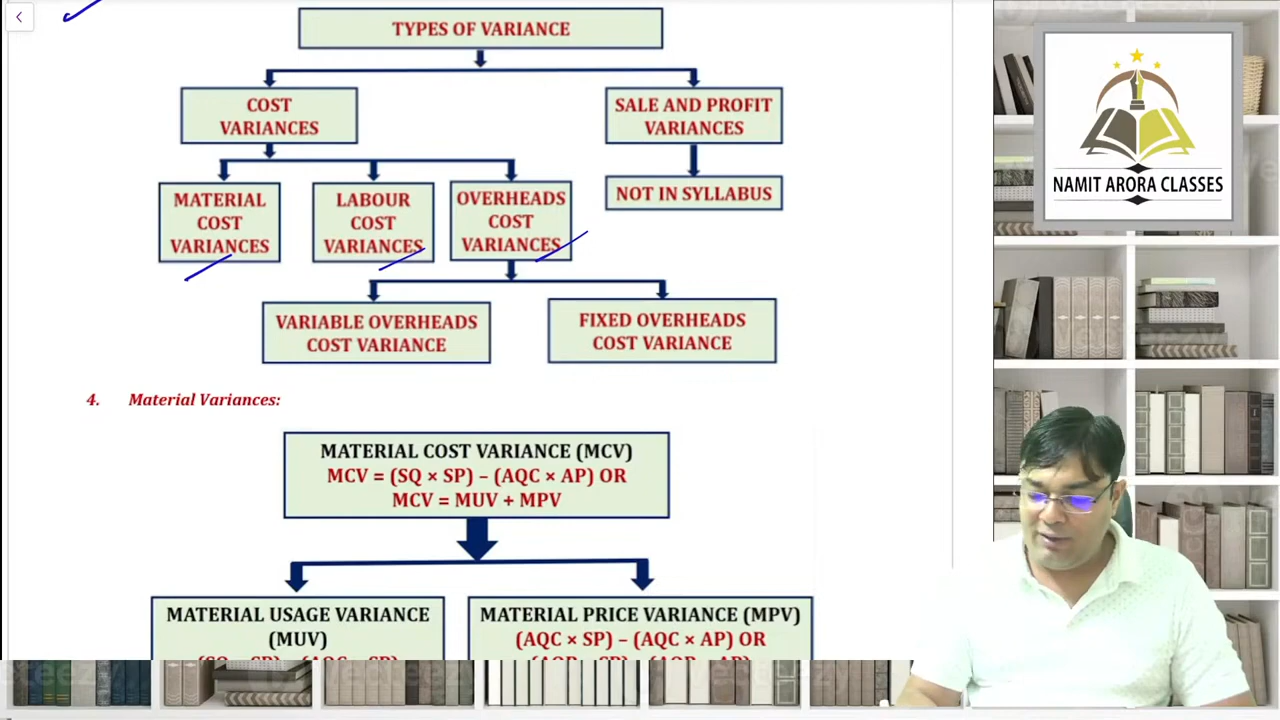 TYPES OF VARIANCE
COST
VARIANCES
SALE AND PROFIT
VARIANCES
NOT IN SYLLABUS
MATERIAL
COST
VARIANCES
LABOUR
COST
VARIANCES
OVERHEADS
COST
VARIANCES
VARIABLE OVERHEADS
COST VARIANCE
FIXED OVERHEADS
COST VARIANCE
4. Material Variances:
MATERIAL COST VARIANCE (MCV)
MCV = (SQ × SP) – (AQC × AP) OR
MCV = MUV + MPV
MATERIAL USAGE VARIANCE
(MUV)
MATERIAL PRICE VARIANCE (MPV)
(AQC × SP) – (AQC × AP) OR
NAMIT ARORA CLASSES